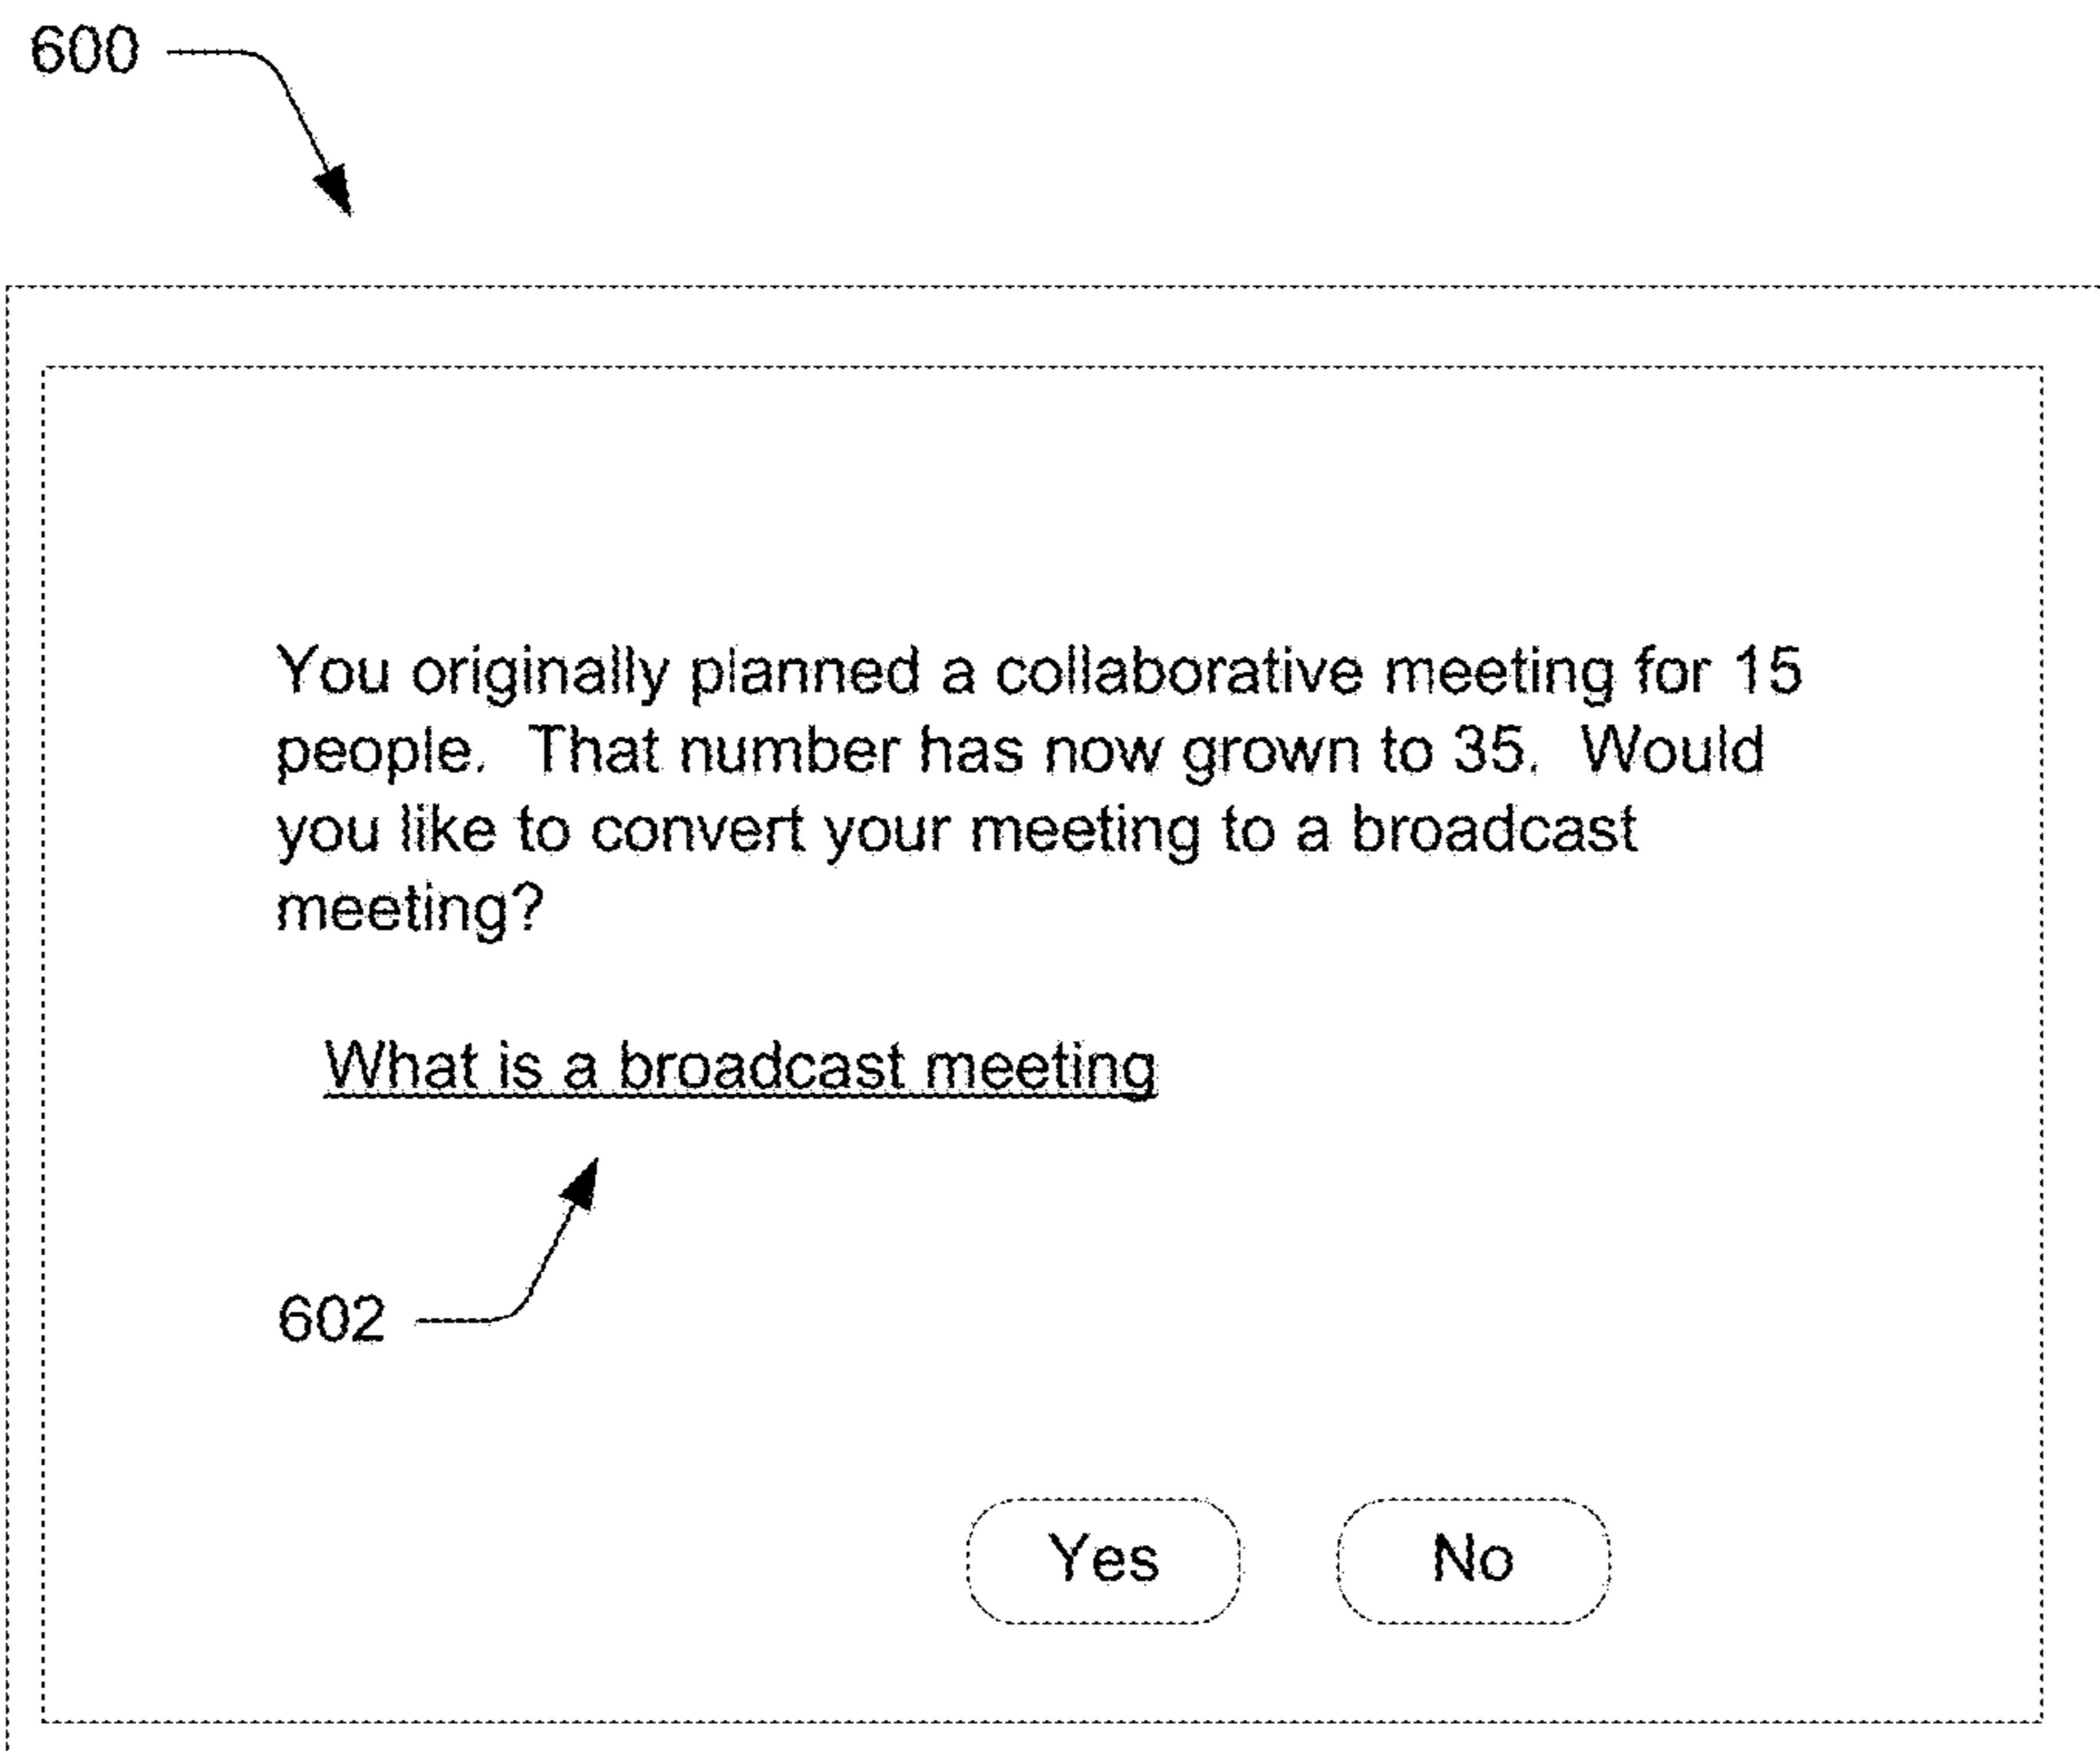 600
You originally planned a collaborative meeting for 15
people.  That number has now grown to 35.  Would
you like to convert your meeting to a broadcast
meeting?
What is a broadcast meeting
602
Yes No